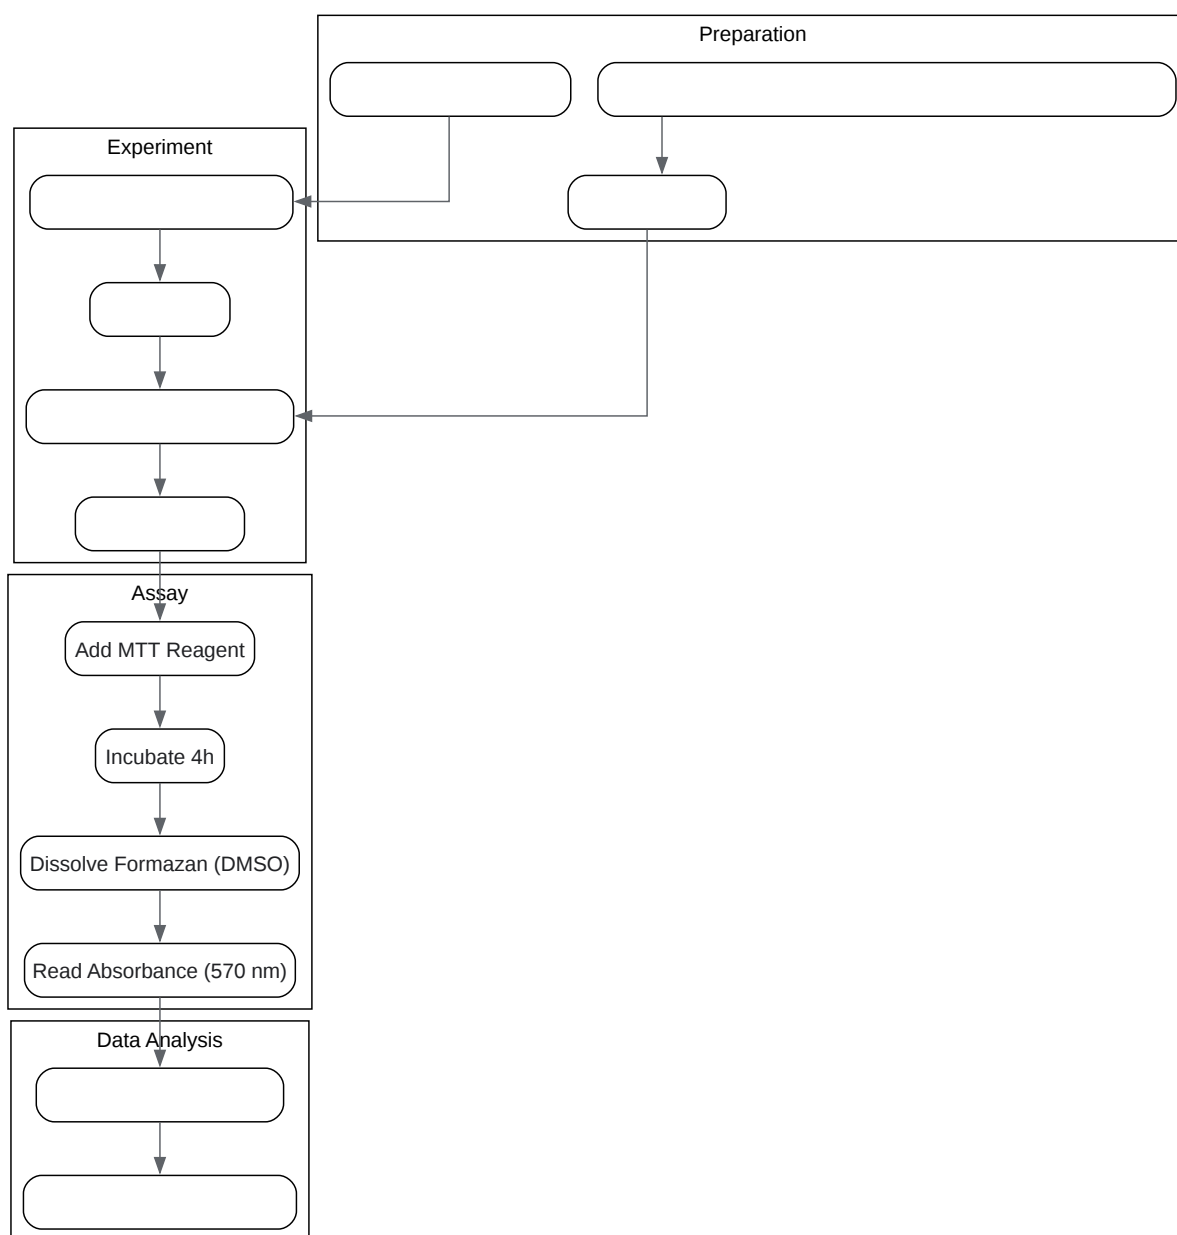 Preparation
Experiment
Assay
Add MTT Reagent
Incubate 4h
Dissolve Formazan (DMSO)
Read Absorbance (570 nm)
Data Analysis